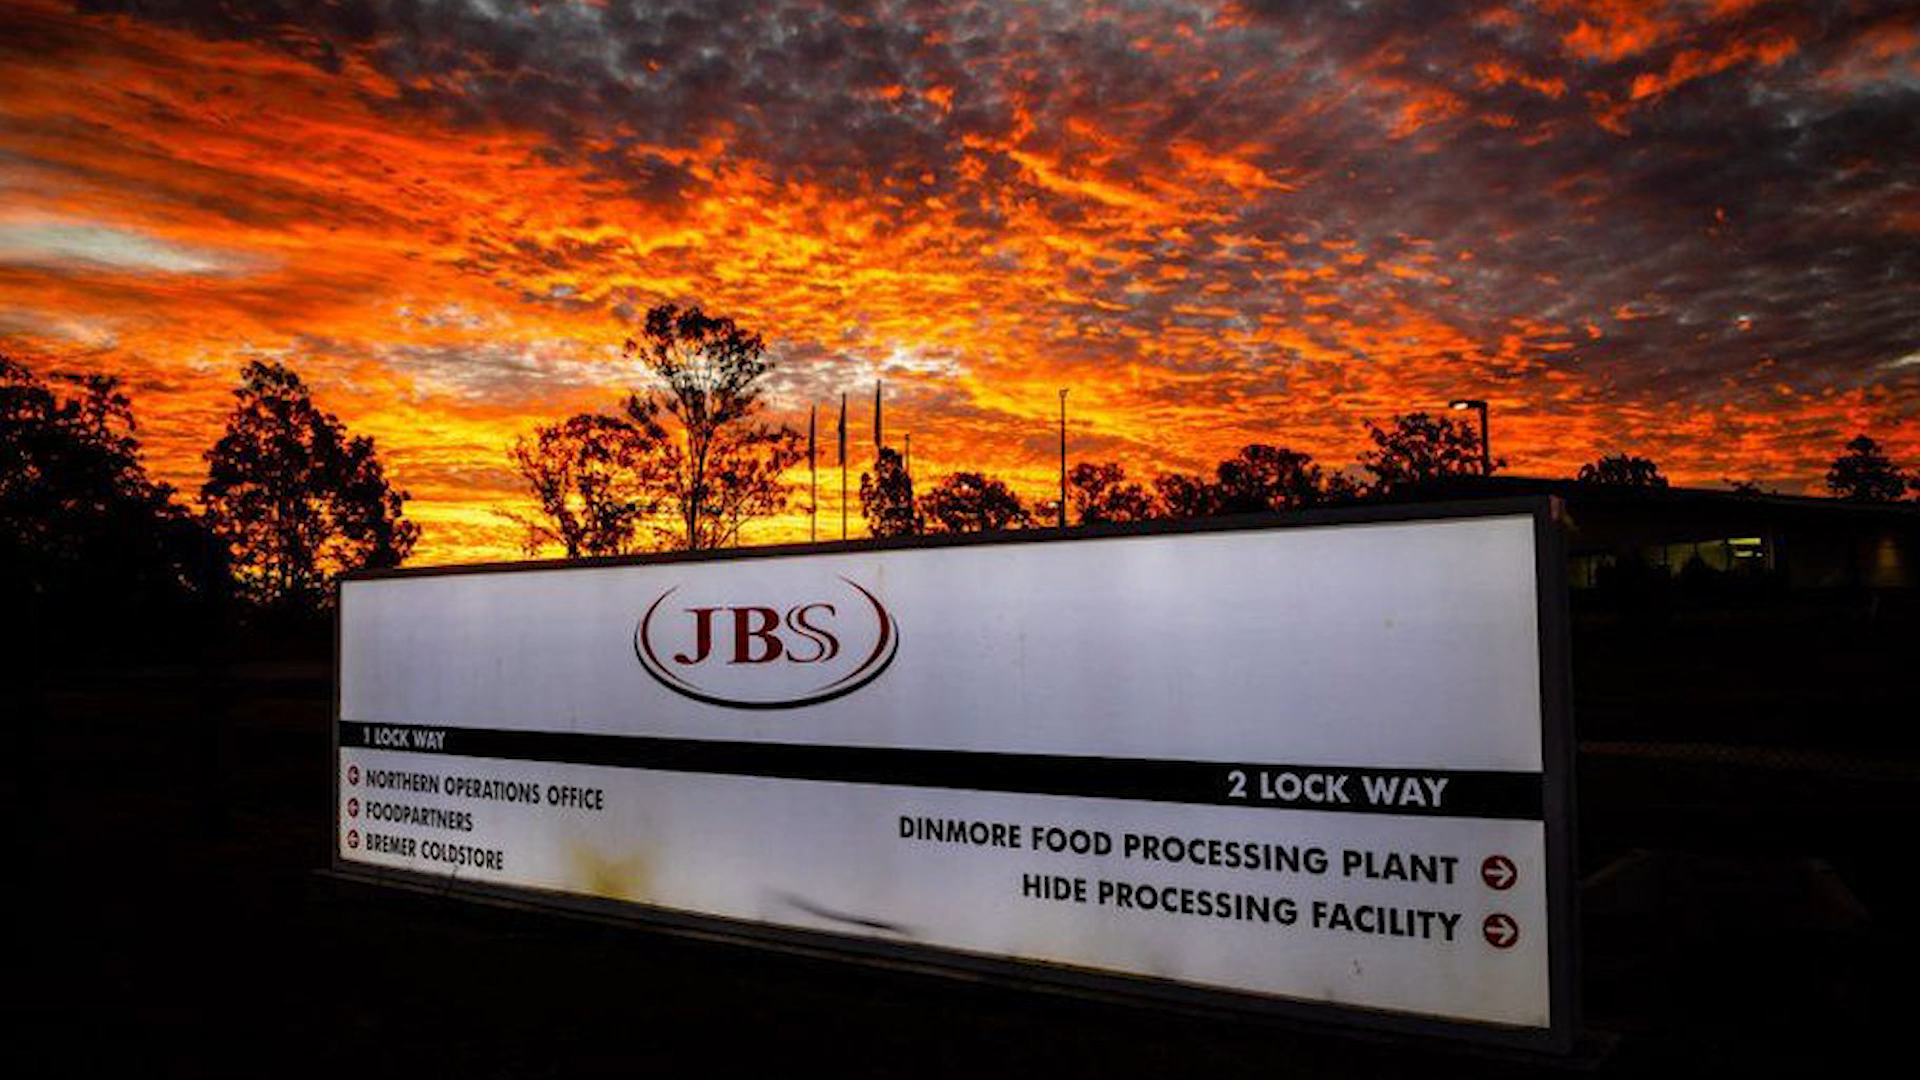 JBS
1 LOCK WAY
NORTHERN OPERATIONS OFFICE
FOODPARTNERS
BREMER COLDSTORE
2 LOCK WAY
DINMORE FOOD PROCESSING PLANT
HIDE PROCESSING FACILITY